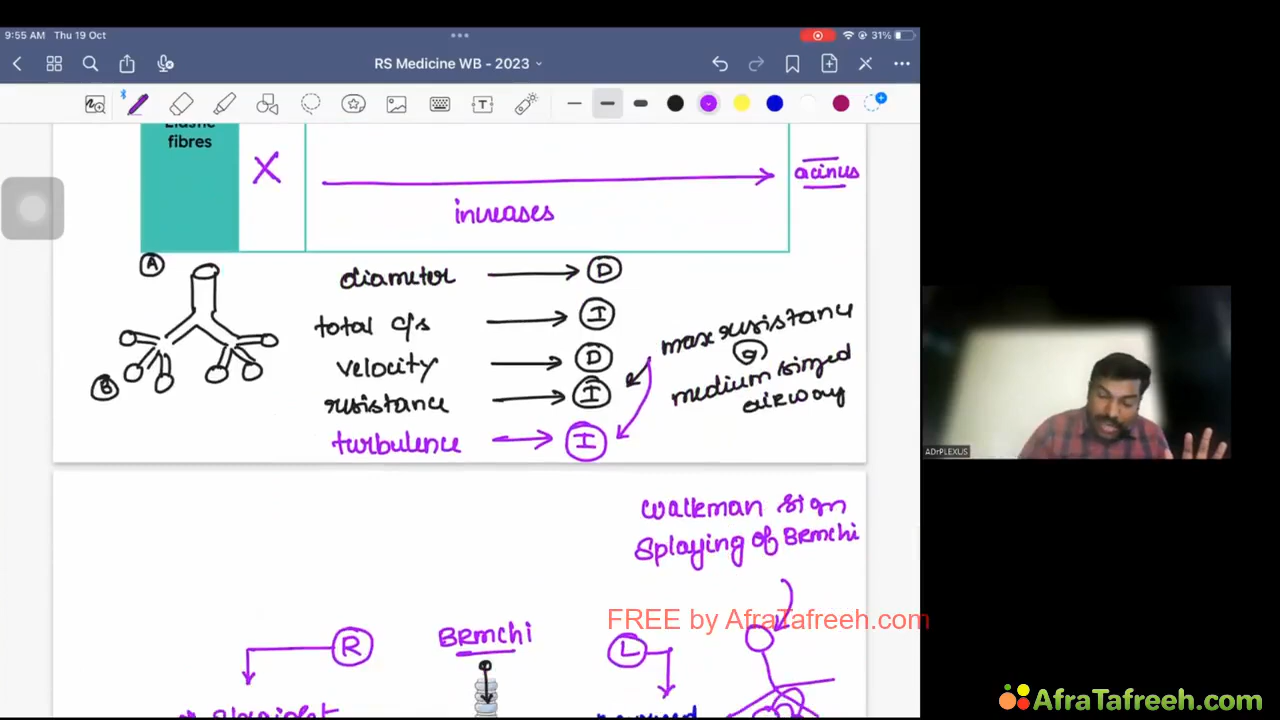 9:55 AM Thu 19 Oct
31%
RS Medicine WB - 2023
Elastic
fibres
X
increases
acinus
A
B
diameter → D
total c/s → I
velocity → D
resistance → I
turbulence → I
max resistance
@
medium sized
airway
Walkman sign
Splaying of Bronchi
FREE by AfraTafreeh.com
R
Bronchi
L
ADrPLEXUS
AfraTafreeh.com